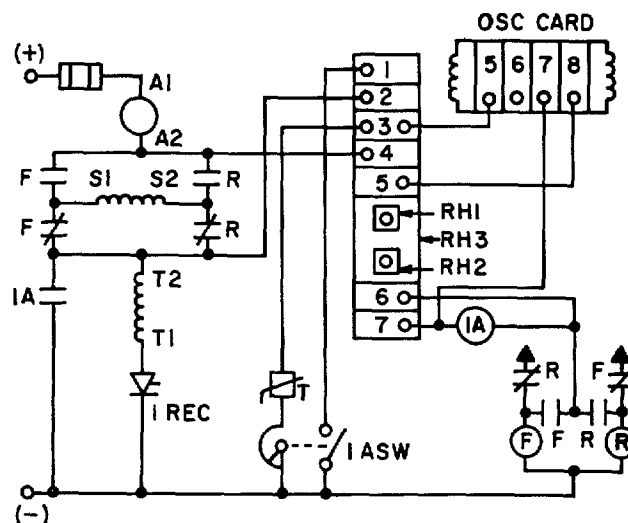 OSC CARD
5 6 7 8
(+)
A1
A2
1
2
3
4
5
RH1
RH3
RH2
6
7
1A
F
S1
S2
R
F
R
1A
T2
T1
1 REC
T
1 ASW
R
F
F
R
F
R
(-)